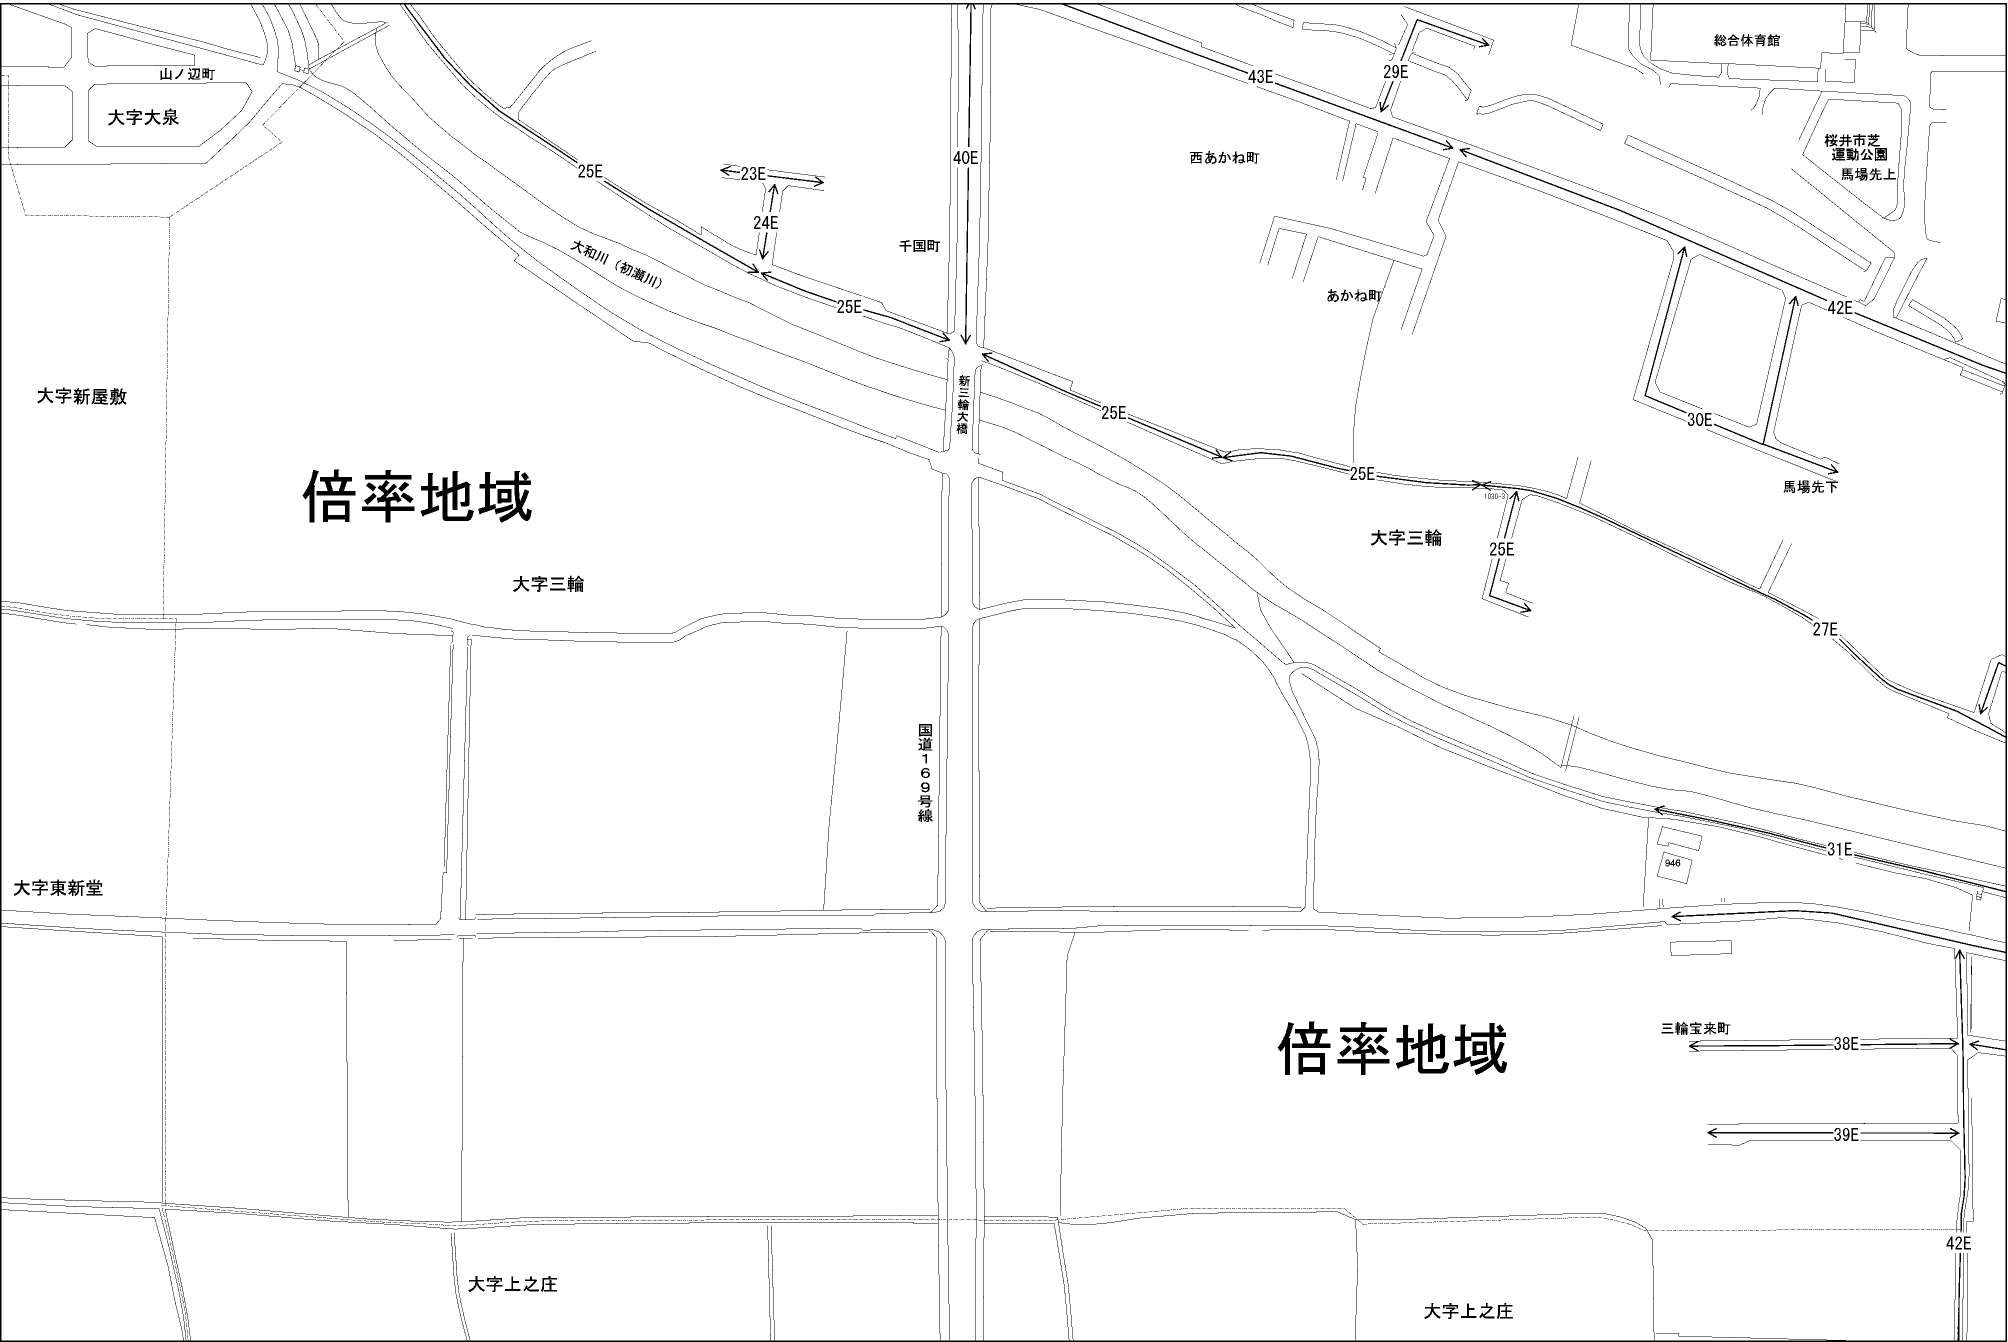 総合体育館
43E
29E
山ノ辺町
大字大泉
桜井市芝
運動公園
馬場先上
40E
西あかね町
25E
23E
24E
千国町
大和川（初瀬川）
あかね町
25E
42E
大字新屋敷
新三輪大橋
25E
30E
25E
馬場先下
倍率地域
1030-3
大字三輪
25E
大字三輪
27E
国道１６９号線
31E
946
大字東新堂
三輪宝来町
38E
倍率地域
39E
42E
大字上之庄
大字上之庄